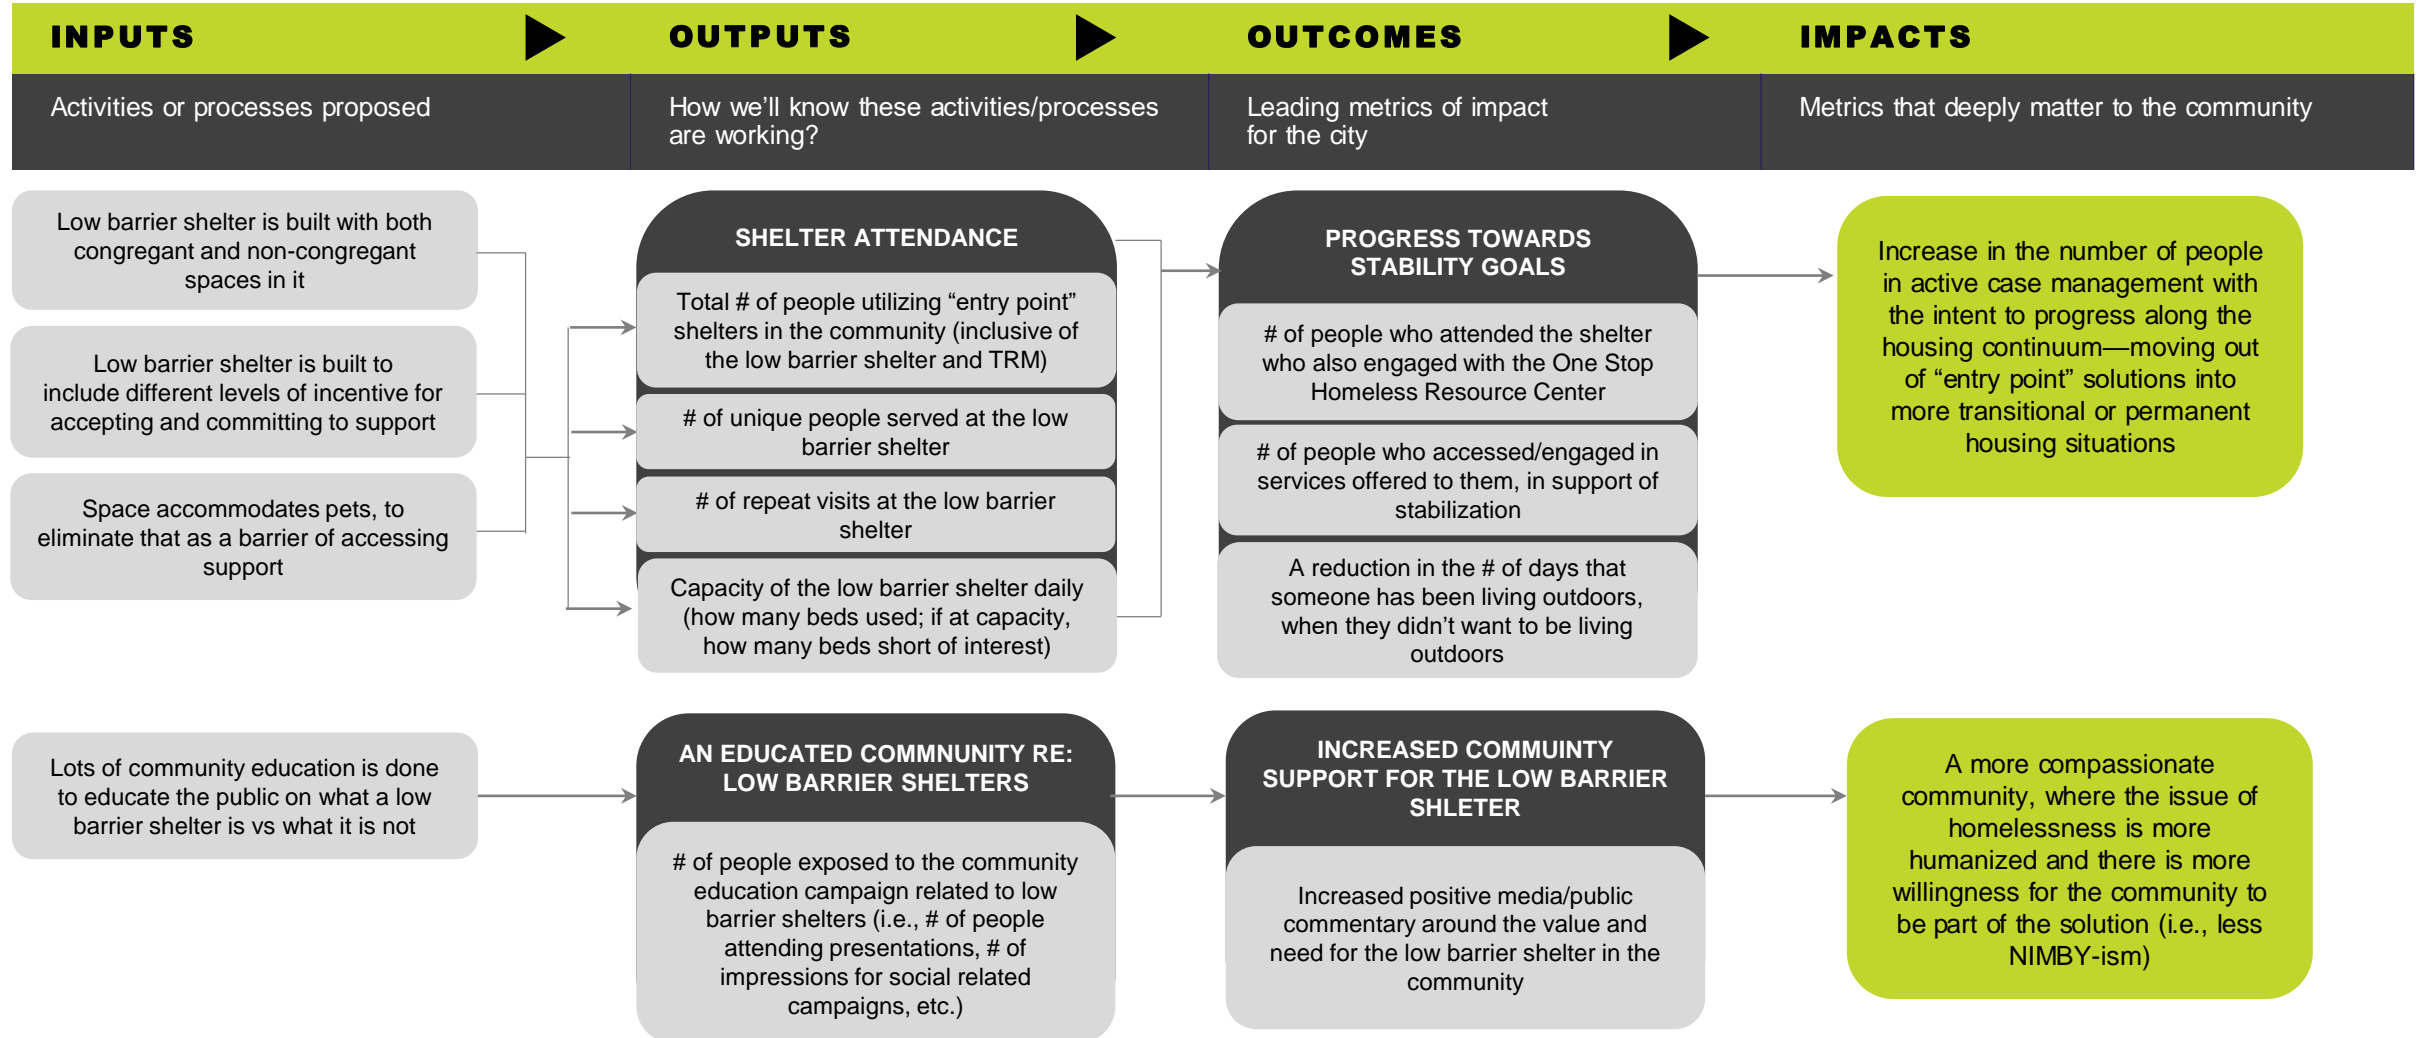 INPUTS
OUTPUTS
OUTCOMES
IMPACTS
Activities or processes proposed
How we’ll know these activities/processes
are working?
Leading metrics of impact
for the city
Metrics that deeply matter to the community
Low barrier shelter is built with both
congregant and non-congregant
spaces in it
Low barrier shelter is built to
include different levels of incentive for
accepting and committing to support
Space accommodates pets, to
eliminate that as a barrier of accessing
support
SHELTER ATTENDANCE
Total # of people utilizing “entry point”
shelters in the community (inclusive of
the low barrier shelter and TRM)
# of unique people served at the low
barrier shelter
# of repeat visits at the low barrier
shelter
Capacity of the low barrier shelter daily
(how many beds used; if at capacity,
how many beds short of interest)
PROGRESS TOWARDS
STABILITY GOALS
# of people who attended the shelter
who also engaged with the One Stop
Homeless Resource Center
# of people who accessed/engaged in
services offered to them, in support of
stabilization
A reduction in the # of days that
someone has been living outdoors,
when they didn’t want to be living
outdoors
Increase in the number of people
in active case management with
the intent to progress along the
housing continuum—moving out
of “entry point” solutions into
more transitional or permanent
housing situations
Lots of community education is done
to educate the public on what a low
barrier shelter is vs what it is not
AN EDUCATED COMMNUNITY RE:
LOW BARRIER SHELTERS
# of people exposed to the community
education campaign related to low
barrier shelters (i.e., # of people
attending presentations, # of
impressions for social related
campaigns, etc.)
INCREASED COMMUINTY
SUPPORT FOR THE LOW BARRIER
SHLETER
Increased positive media/public
commentary around the value and
need for the low barrier shelter in the
community
A more compassionate
community, where the issue of
homelessness is more
humanized and there is more
willingness for the community to
be part of the solution (i.e., less
NIMBY-ism)